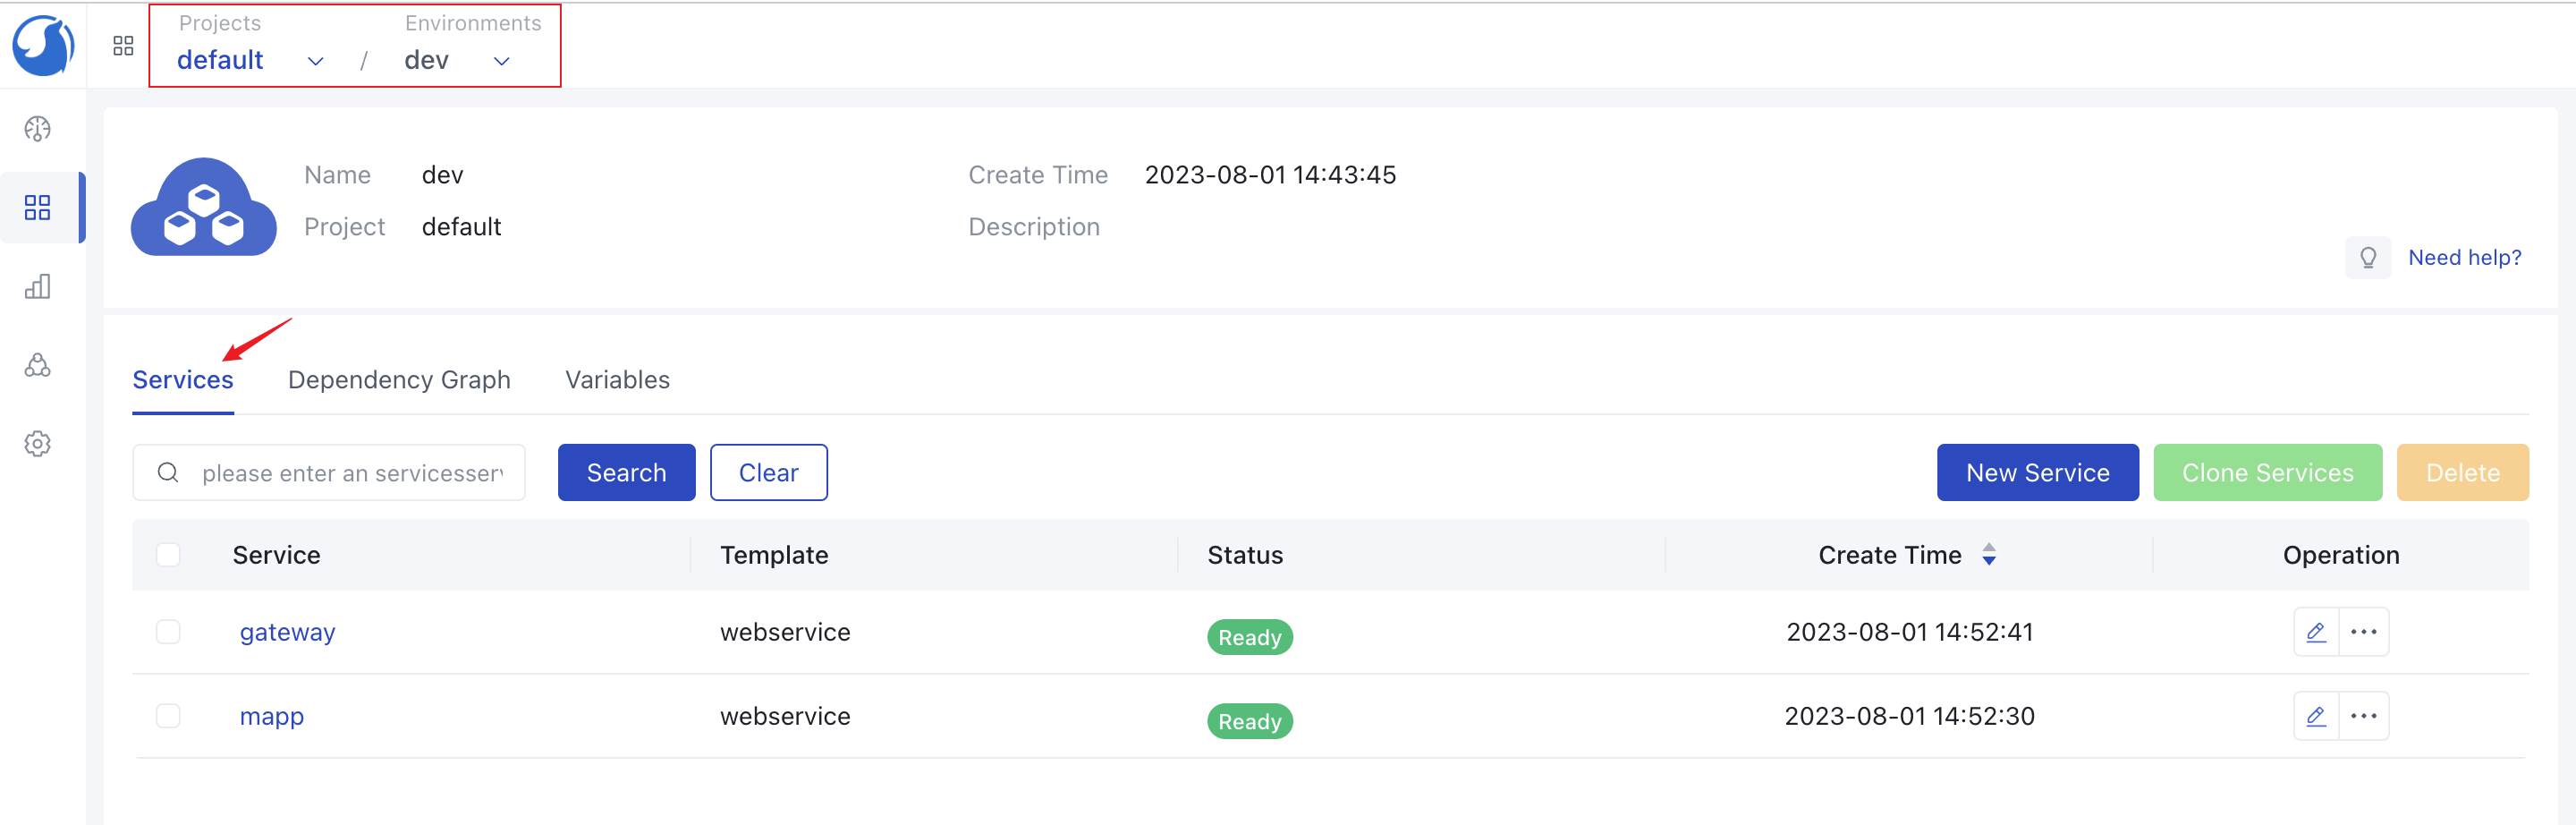 Projects
Environments
default
/
dev
Name
dev
Create Time
2023-08-01 14:43:45
Project
default
Description
Need help?
Services
Dependency Graph
Variables
please enter an servicesser
Search
Clear
New Service
Clone Services
Delete
Service
Template
Status
Create Time
Operation
gateway
webservice
Ready
2023-08-01 14:52:41
mapp
webservice
Ready
2023-08-01 14:52:30